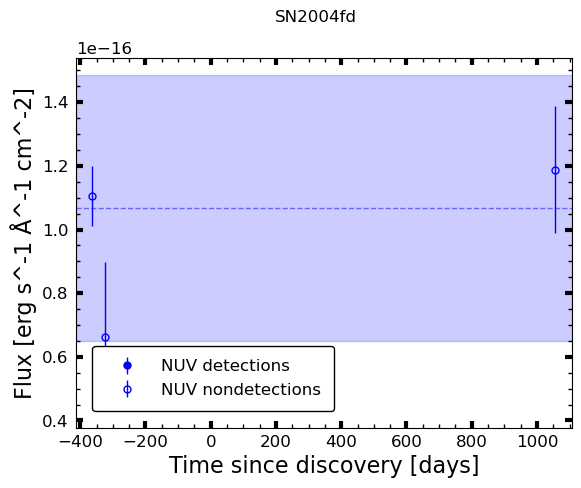 SN2004fd
1e−16
1.4
1.2
1.0
0.8
0.6
0.4
Flux [erg s^-1 Å^-1 cm^-2]
NUV detections
NUV nondetections
−400 −200 0 200 400 600 800 1000
Time since discovery [days]